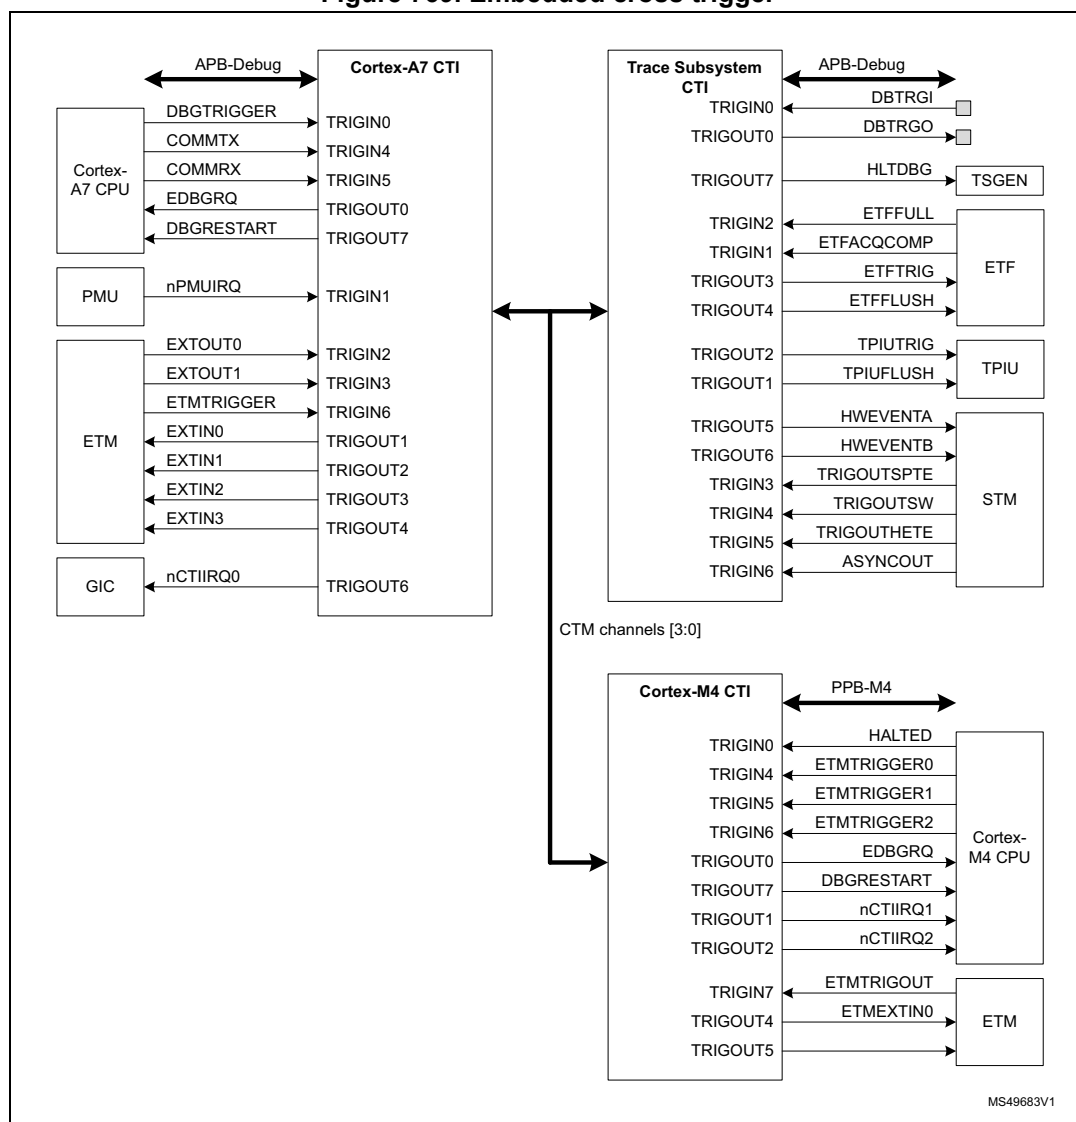 APB-Debug
Cortex-A7 CTI
Cortex-
A7 CPU
DBGTRIGGER
TRIGIN0
COMMTX
TRIGIN4
COMMRX
TRIGIN5
EDBGRQ
TRIGOUT0
DBGRESTART
TRIGOUT7
PMU
nPMUIRQ
TRIGIN1
ETM
EXTOUT0
TRIGIN2
EXTOUT1
TRIGIN3
ETMTRIGGER
TRIGIN6
EXTIN0
TRIGOUT1
EXTIN1
TRIGOUT2
EXTIN2
TRIGOUT3
EXTIN3
TRIGOUT4
GIC
nCTIIRQ0
TRIGOUT6
Trace Subsystem
CTI
APB-Debug
TRIGIN0
DBTRGI
TRIGOUT0
DBTRGO
TRIGOUT7
HLTDBG
TSGEN
TRIGIN2
ETFFULL
TRIGIN1
ETFACQCOMP
TRIGOUT3
ETFTRIG
TRIGOUT4
ETFFLUSH
ETF
TRIGOUT2
TPIUTRIG
TRIGOUT1
TPIUFLUSH
TPIU
TRIGOUT5
HWEVENTA
TRIGOUT6
HWEVENTB
TRIGIN3
TRIGOUTSPTE
TRIGIN4
TRIGOUTSW
TRIGIN5
TRIGOUTHETE
TRIGIN6
ASYNCOUT
STM
CTM channels [3:0]
Cortex-M4 CTI
PPB-M4
TRIGIN0
HALTED
TRIGIN4
ETMTRIGGER0
TRIGIN5
ETMTRIGGER1
TRIGIN6
ETMTRIGGER2
TRIGOUT0
EDBGRQ
TRIGOUT7
DBGRESTART
TRIGOUT1
nCTIIRQ1
TRIGOUT2
nCTIIRQ2
Cortex-
M4 CPU
TRIGIN7
ETMTRIGOUT
TRIGOUT4
ETMEXTIN0
TRIGOUT5
ETM
MS49683V1